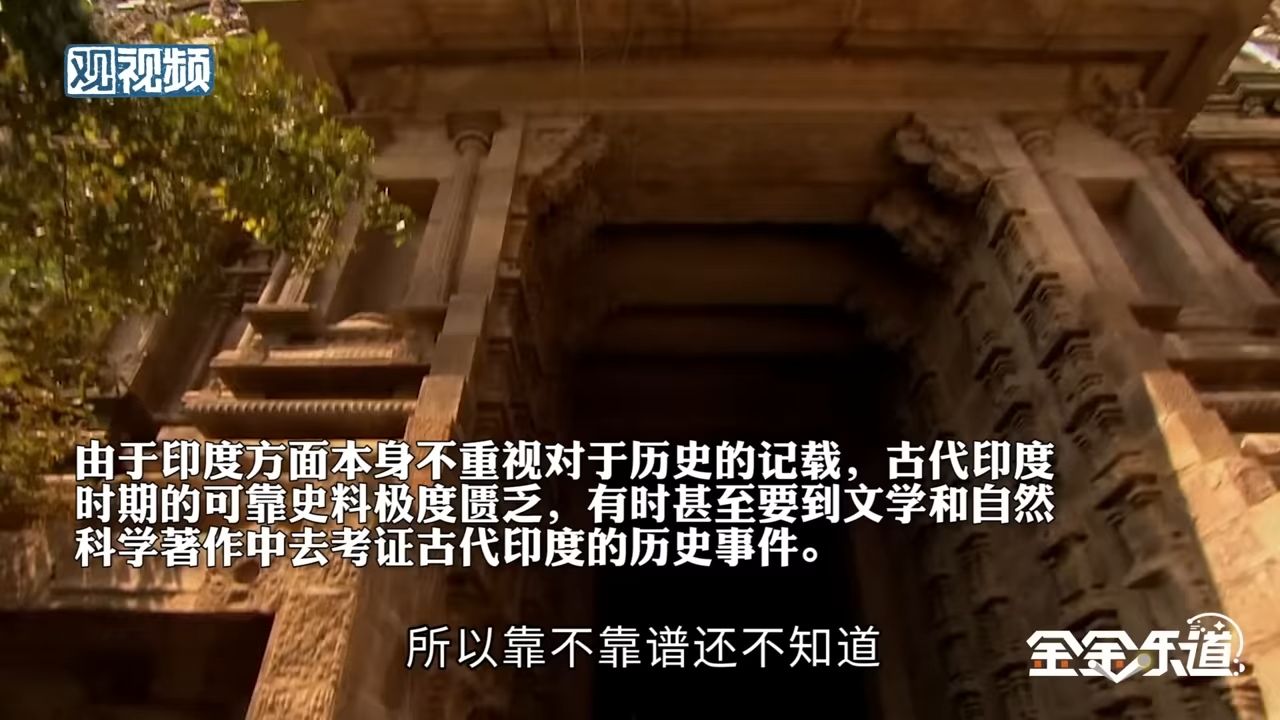 观视频
由于印度方面本身不重视对于历史的记载，古代印度
时期的可靠史料极度匮乏，有时甚至要到文学和自然
科学著作中去考证古代印度的历史事件。
所以靠不靠谱还不知道
金金乐道